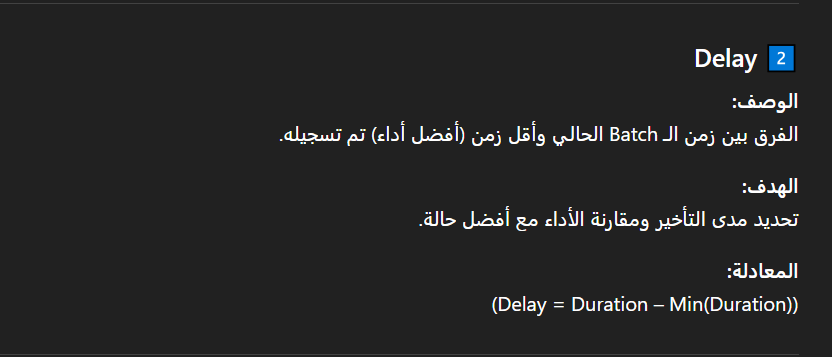 2️⃣ Delay
الوصف:
الفرق بين زمن الـ Batch الحالي وأقل زمن (أفضل أداء) تم تسجيله.
الهدف:
تحديد مدى التأخير ومقارنة الأداء مع أفضل حالة.
المعادلة:
(Delay = Duration – Min(Duration))